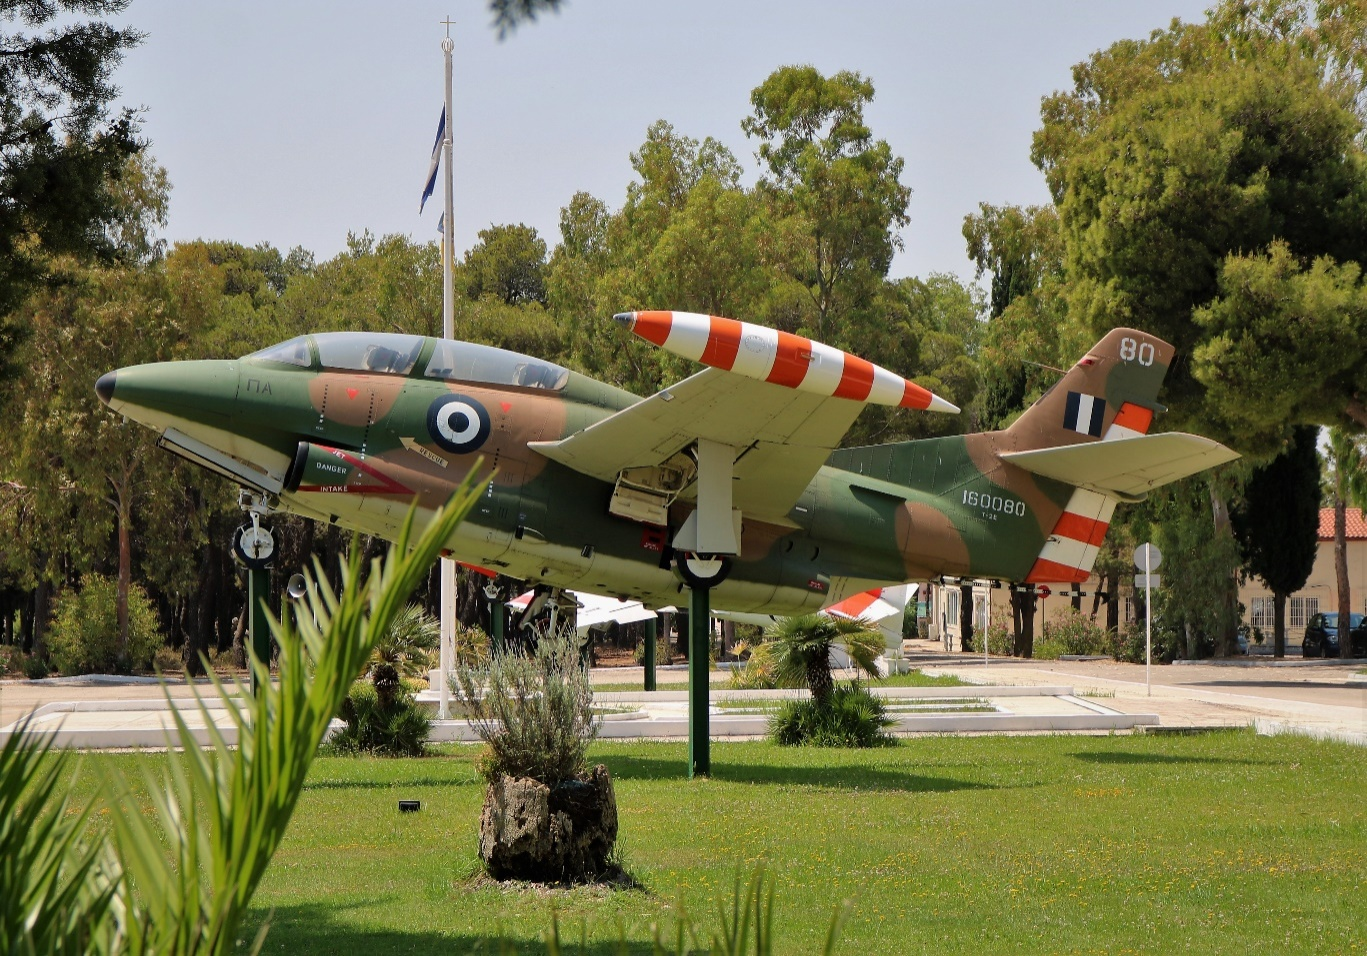 80
ΠΑ
RESCUE
JET
DANGER
INTAKE
160080
T-2E